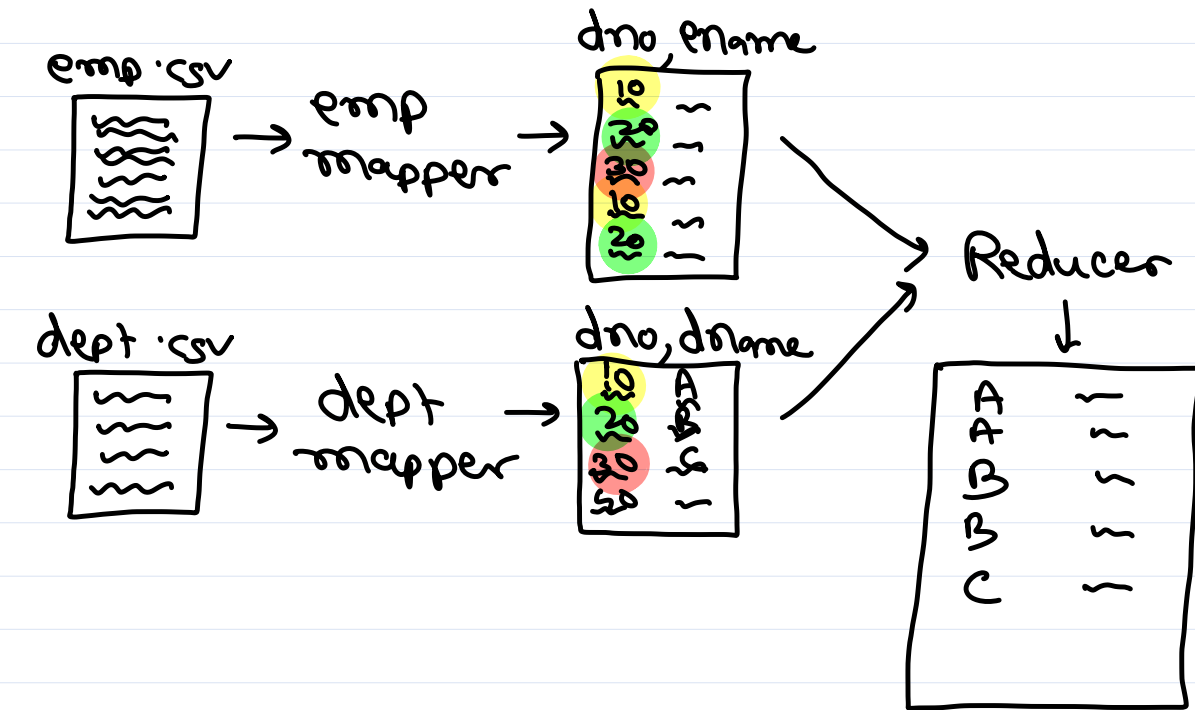 emp.csv
emp
mapper
dno, ename
10
20
30
10
20
dept.csv
dept
mapper
dno, dname
10 A
20 B
30 C
Reducer
A
A
B
B
C